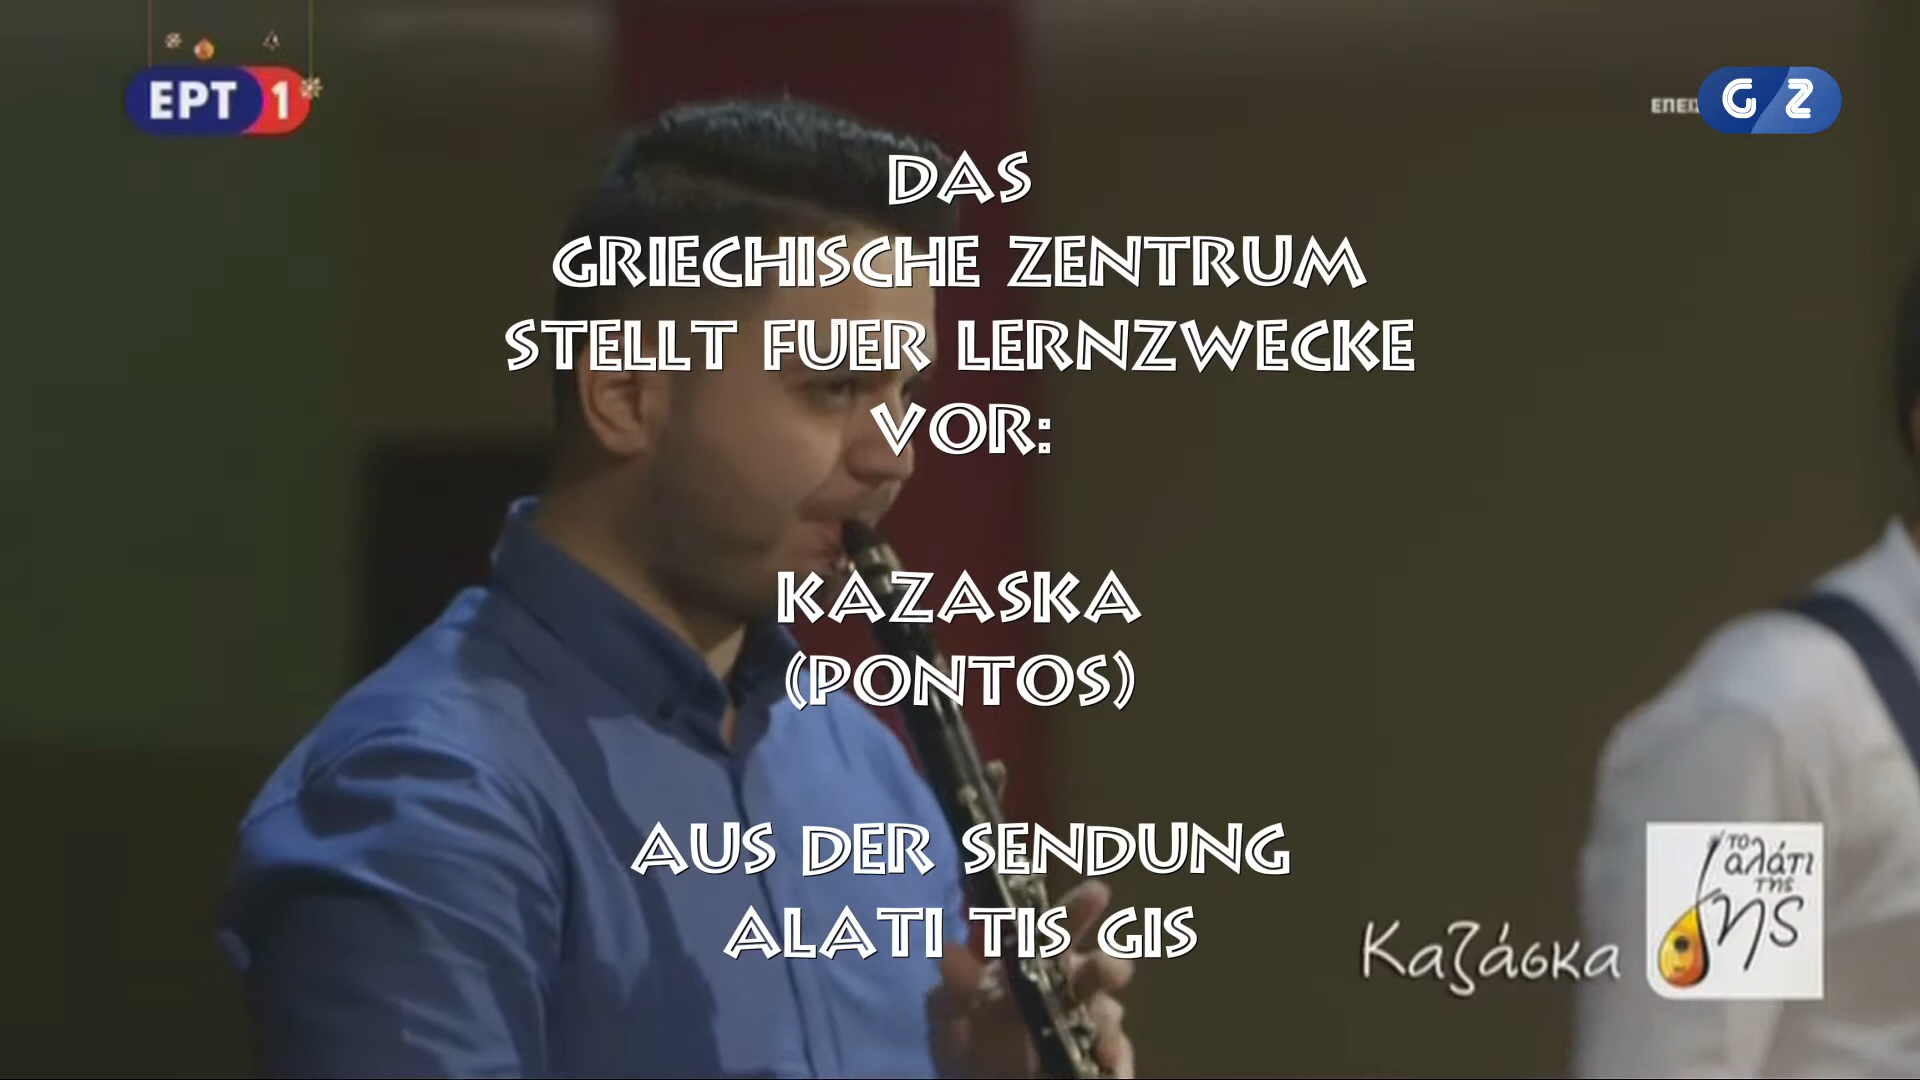 ΕΡΤ 1
ΕΠΕΙΣ
G Z
DAS
GRIECHISCHE ZENTRUM
STELLT FUER LERNZWECKE
VOR:
KAZASKA
(PONTOS)
AUS DER SENDUNG
ALATI TIS GIS
Καζάσκα
το
αλάτι
της
γης